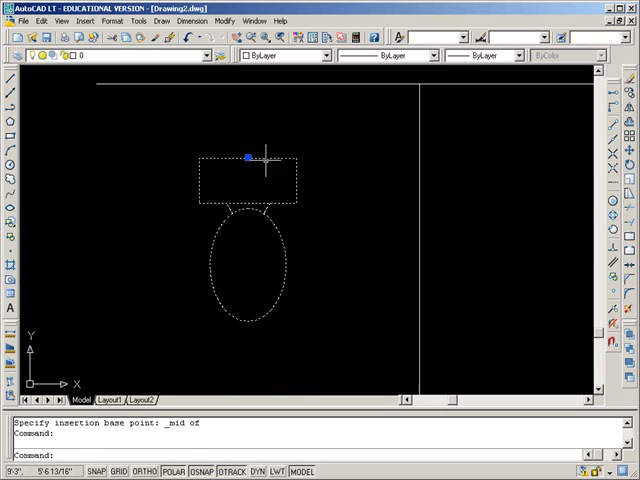 AutoCAD LT - EDUCATIONAL VERSION - [Drawing2.dwg]
File Edit View Insert Format Tools Draw Dimension Modify Window Help
0 ByLayer ByLayer ByLayer ByColor
A
Y
X
Model Layout1 Layout2
Specify insertion base point: _mid of
Command:
Command:
9'-3", 5'-6 13/16" SNAP GRID ORTHO POLAR OSNAP OTRACK DYN LWT MODEL